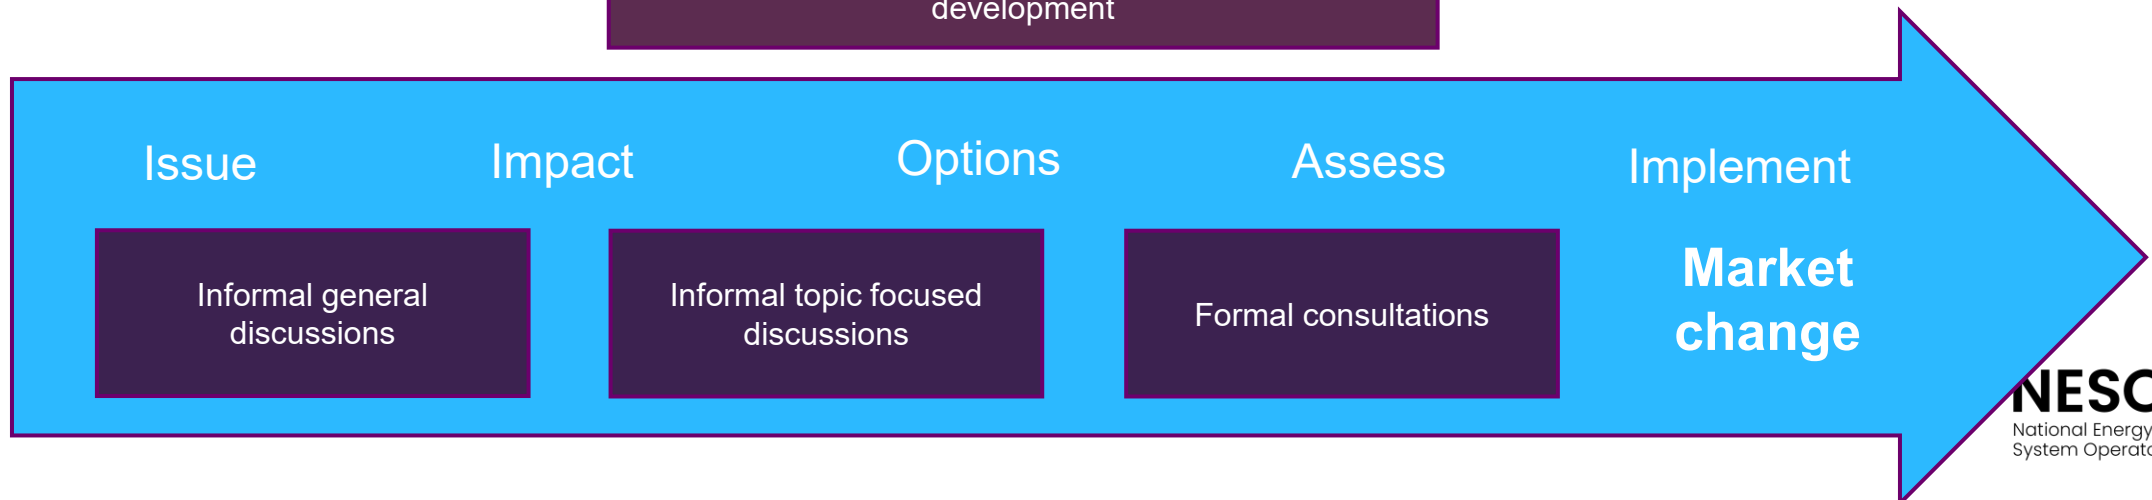 development
Issue
Impact
Options
Assess
Implement
Informal general
discussions
Informal topic focused
discussions
Formal consultations
Market
change
NESO
National Energy
System Operator